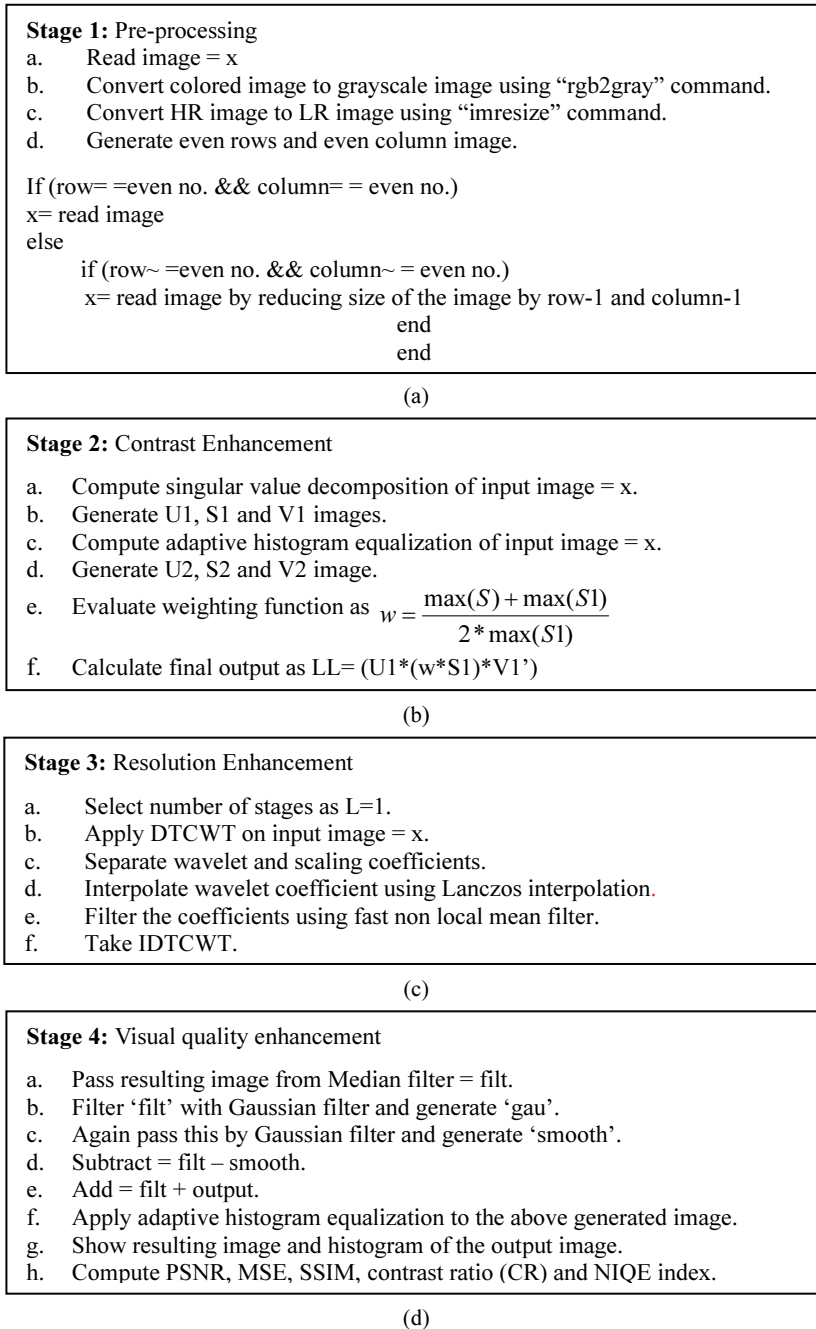 Stage 1: Pre-processing
a. Read image = x
b. Convert colored image to grayscale image using “rgb2gray” command.
c. Convert HR image to LR image using “imresize” command.
d. Generate even rows and even column image.
If (row= =even no. && column= = even no.)
x= read image
else
if (row~ =even no. && column~ = even no.)
x= read image by reducing size of the image by row-1 and column-1
end
end
(a)
Stage 2: Contrast Enhancement
a. Compute singular value decomposition of input image = x.
b. Generate U1, S1 and V1 images.
c. Compute adaptive histogram equalization of input image = x.
d. Generate U2, S2 and V2 image.
e. Evaluate weighting function as w = (max(S) + max(S1)) / (2 * max(S1))
f. Calculate final output as LL= (U1*(w*S1)*V1’)
(b)
Stage 3: Resolution Enhancement
a. Select number of stages as L=1.
b. Apply DTCWT on input image = x.
c. Separate wavelet and scaling coefficients.
d. Interpolate wavelet coefficient using Lanczos interpolation.
e. Filter the coefficients using fast non local mean filter.
f. Take IDTCWT.
(c)
Stage 4: Visual quality enhancement
a. Pass resulting image from Median filter = filt.
b. Filter ‘filt’ with Gaussian filter and generate ‘gau’.
c. Again pass this by Gaussian filter and generate ‘smooth’.
d. Subtract = filt – smooth.
e. Add = filt + output.
f. Apply adaptive histogram equalization to the above generated image.
g. Show resulting image and histogram of the output image.
h. Compute PSNR, MSE, SSIM, contrast ratio (CR) and NIQE index.
(d)